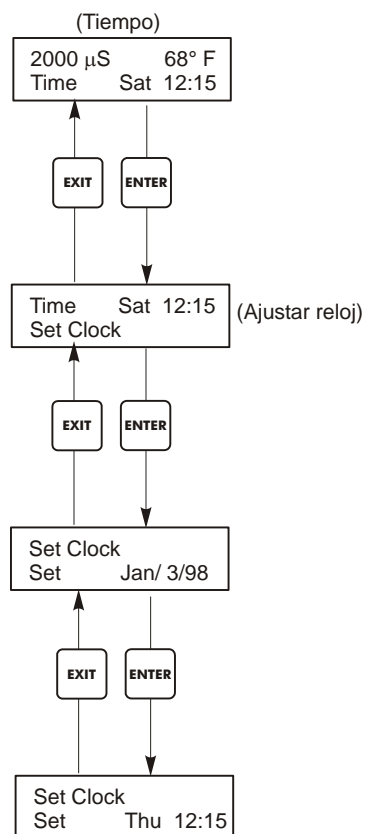 (Tiempo)
2000 μS 68° F
Time Sat 12:15
EXIT ENTER
Time Sat 12:15 (Ajustar reloj)
Set Clock
EXIT ENTER
Set Clock
Set Jan/ 3/98
EXIT ENTER
Set Clock
Set Thu 12:15